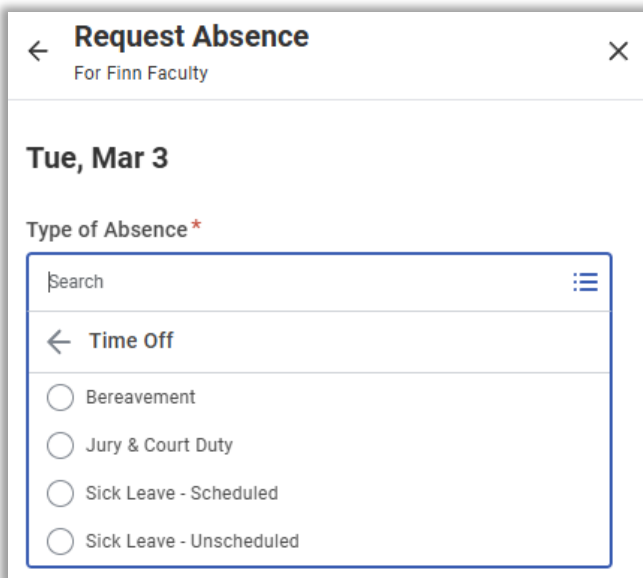 Request Absence
For Finn Faculty
Tue, Mar 3
Type of Absence*
Search
Time Off
Bereavement
Jury & Court Duty
Sick Leave - Scheduled
Sick Leave - Unscheduled